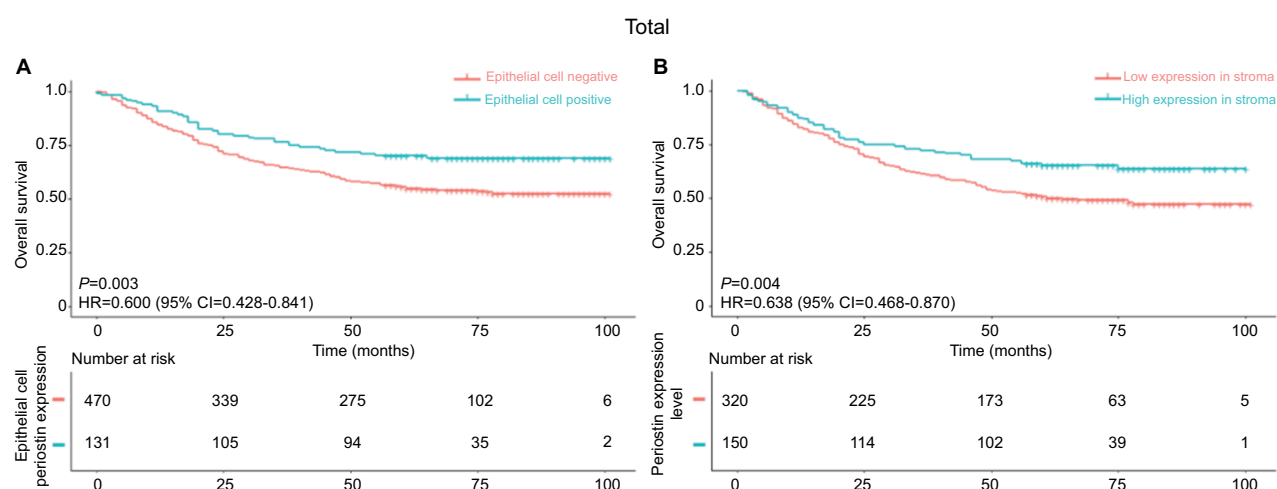 Total
A
Epithelial cell negative
Epithelial cell positive
1.0
0.75
0.50
0.25
0
Overall survival
P=0.003
HR=0.600 (95% CI=0.428-0.841)
0 25 50 75 100
Time (months)
Number at risk
Epithelial cell
periostin expression
470 339 275 102 6
131 105 94 35 2
0 25 50 75 100
B
Low expression in stroma
High expression in stroma
1.0
0.75
0.50
0.25
0
Overall survival
P=0.004
HR=0.638 (95% CI=0.468-0.870)
0 25 50 75 100
Time (months)
Number at risk
Periostin expression
level
320 225 173 63 5
150 114 102 39 1
0 25 50 75 100